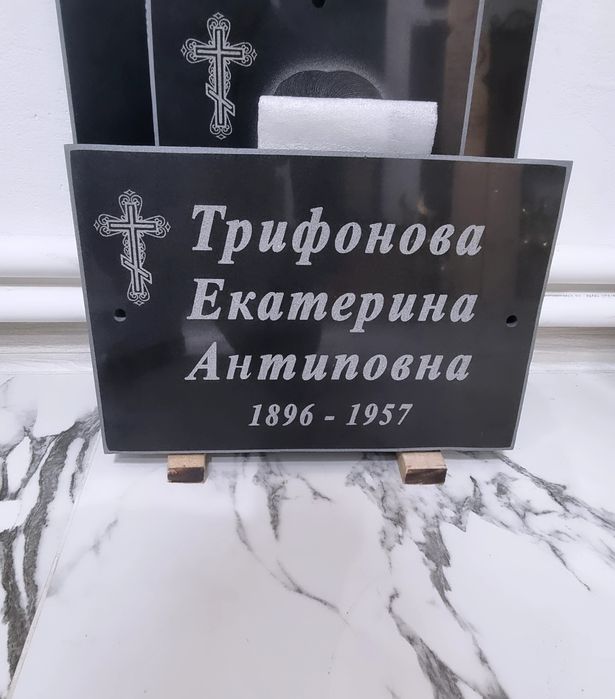 Трифонова
Екатерина
Антиповна
1896 - 1957